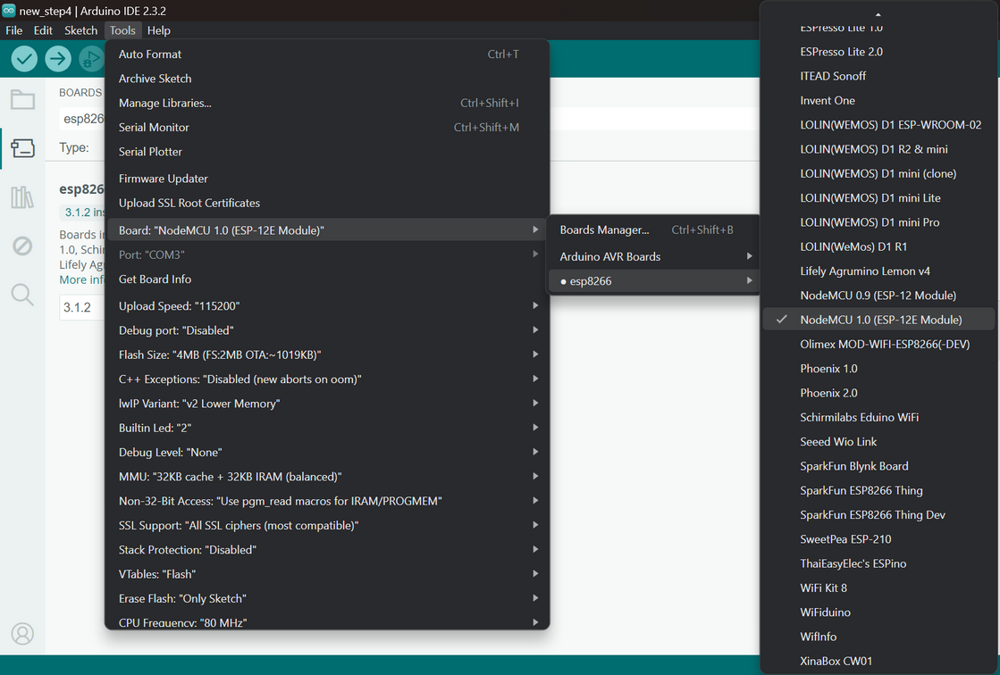 new_step4 | Arduino IDE 2.3.2
File Edit Sketch Tools Help
BOARDS
esp826
Type:
esp826
3.1.2 ins
Boards in
1.0, Schir
Lifely Ag
More info
3.1.2
Auto Format Ctrl+T
Archive Sketch
Manage Libraries... Ctrl+Shift+I
Serial Monitor Ctrl+Shift+M
Serial Plotter
Firmware Updater
Upload SSL Root Certificates
Board: "NodeMCU 1.0 (ESP-12E Module)"
Port: "COM3"
Get Board Info
Upload Speed: "115200"
Debug port: "Disabled"
Flash Size: "4MB (FS:2MB OTA:~1019KB)"
C++ Exceptions: "Disabled (new aborts on oom)"
lwIP Variant: "v2 Lower Memory"
Builtin Led: "2"
Debug Level: "None"
MMU: "32KB cache + 32KB IRAM (balanced)"
Non-32-Bit Access: "Use pgm_read macros for IRAM/PROGMEM"
SSL Support: "All SSL ciphers (most compatible)"
Stack Protection: "Disabled"
VTables: "Flash"
Erase Flash: "Only Sketch"
CPU Frequency: "80 MHz"
Boards Manager... Ctrl+Shift+B
Arduino AVR Boards
● esp8266
ESPresso Lite 1.0
ESPresso Lite 2.0
ITEAD Sonoff
Invent One
LOLIN(WEMOS) D1 ESP-WROOM-02
LOLIN(WEMOS) D1 R2 & mini
LOLIN(WEMOS) D1 mini (clone)
LOLIN(WEMOS) D1 mini Lite
LOLIN(WEMOS) D1 mini Pro
LOLIN(WeMos) D1 R1
Lifely Agrumino Lemon v4
NodeMCU 0.9 (ESP-12 Module)
NodeMCU 1.0 (ESP-12E Module)
Olimex MOD-WIFI-ESP8266(-DEV)
Phoenix 1.0
Phoenix 2.0
Schirmilabs Eduino WiFi
Seeed Wio Link
SparkFun Blynk Board
SparkFun ESP8266 Thing
SparkFun ESP8266 Thing Dev
SweetPea ESP-210
ThaiEasyElec's ESPino
WiFi Kit 8
WiFiduino
WifInfo
XinaBox CW01